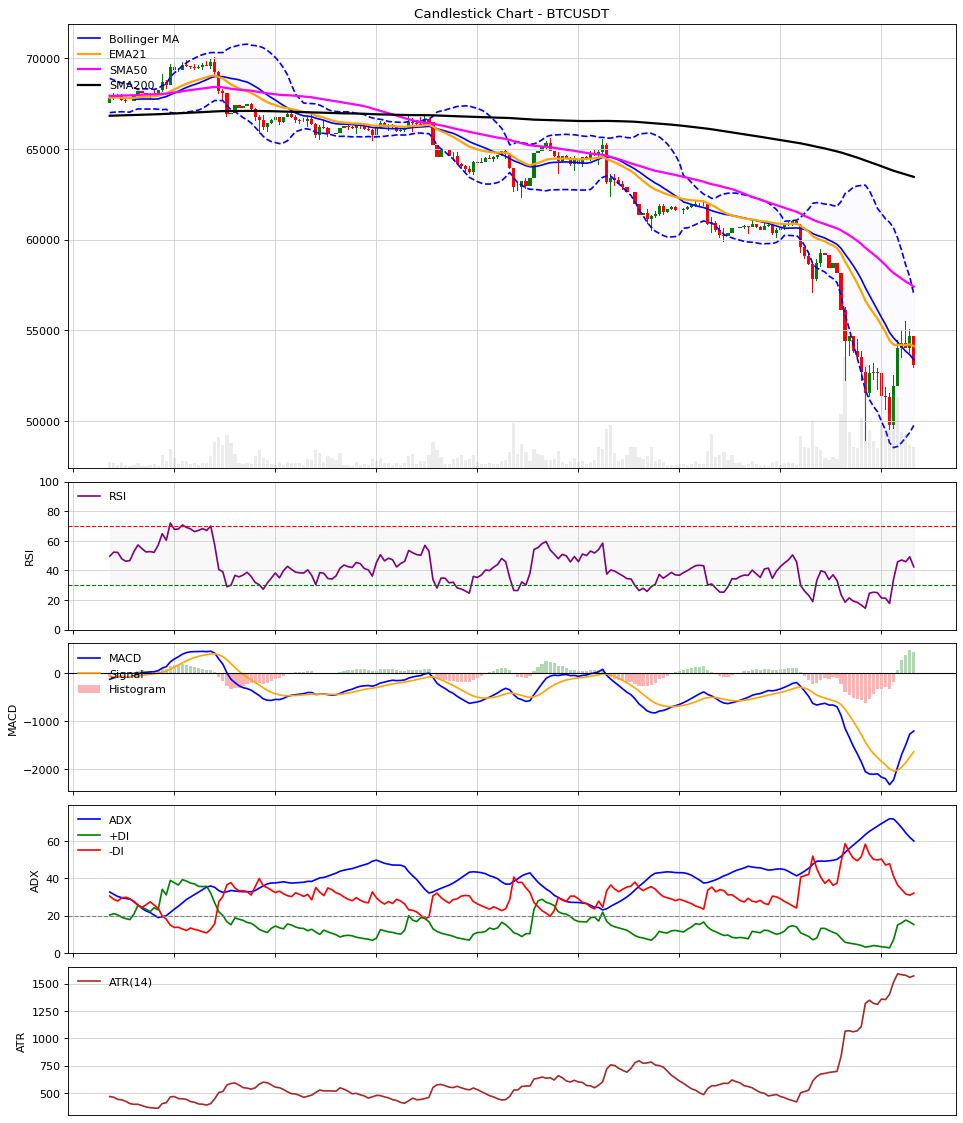 Candlestick Chart - BTCUSDT
Bollinger MA
EMA21
SMA50
SMA200
70000
65000
60000
55000
50000
RSI
RSI
100
80
60
40
20
0
MACD
Signal
Histogram
MACD
0
−1000
−2000
ADX
+DI
-DI
ADX
60
40
20
0
ATR(14)
ATR
1500
1250
1000
750
500